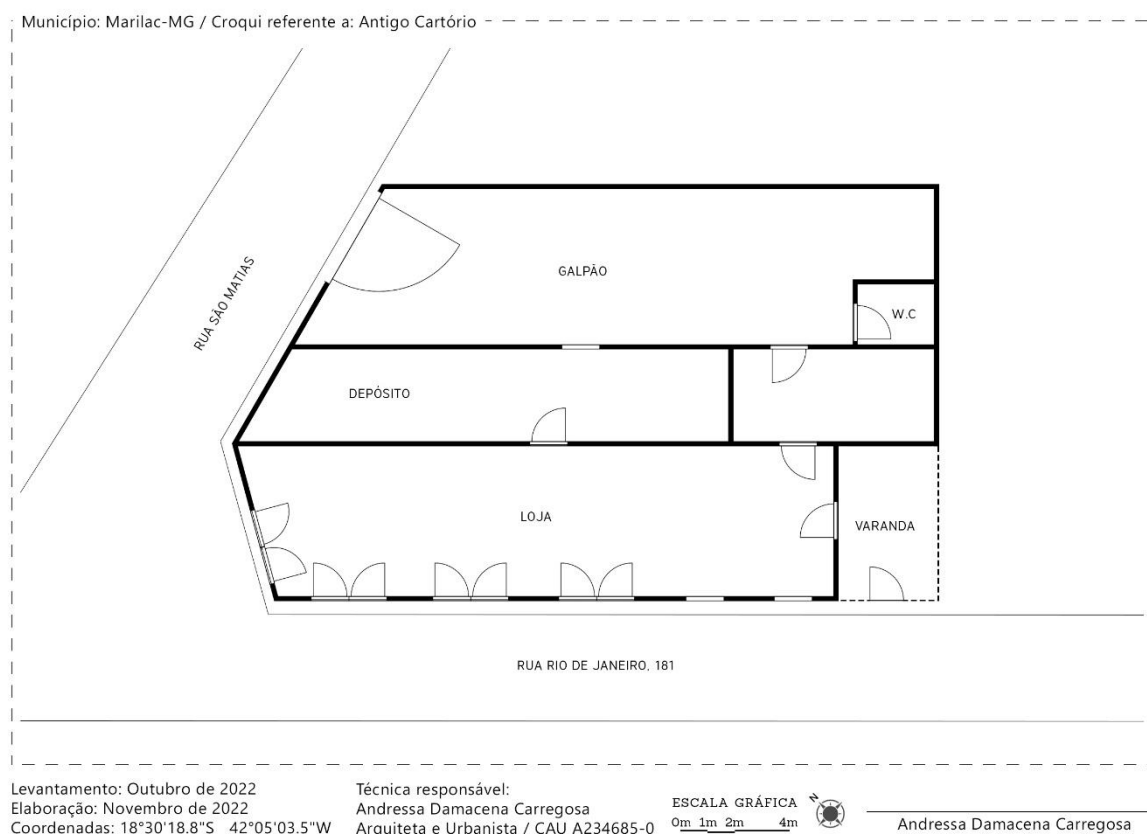 Município: Marilac-MG / Croqui referente a: Antigo Cartório
RUA SÃO MATIAS
GALPÃO
W.C
DEPÓSITO
LOJA
VARANDA
RUA RIO DE JANEIRO, 181
Levantamento: Outubro de 2022
Elaboração: Novembro de 2022
Coordenadas: 18°30'18.8"S 42°05'03.5"W
Técnica responsável:
Andressa Damacena Carregosa
Arquiteta e Urbanista / CAU A234685-0
ESCALA GRÁFICA
0m 1m 2m 4m
N
Andressa Damacena Carregosa